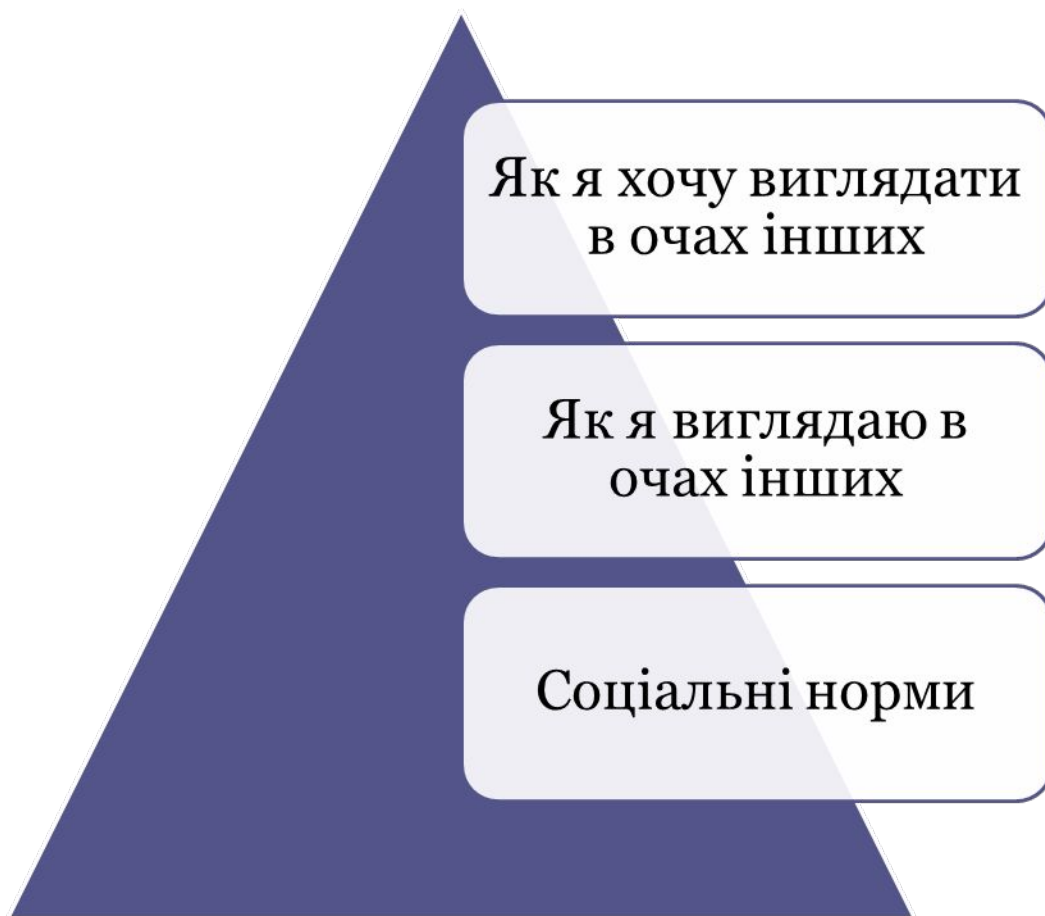 Як я хочу виглядати
в очах інших
Як я виглядаю в
очах інших
Соціальні норми